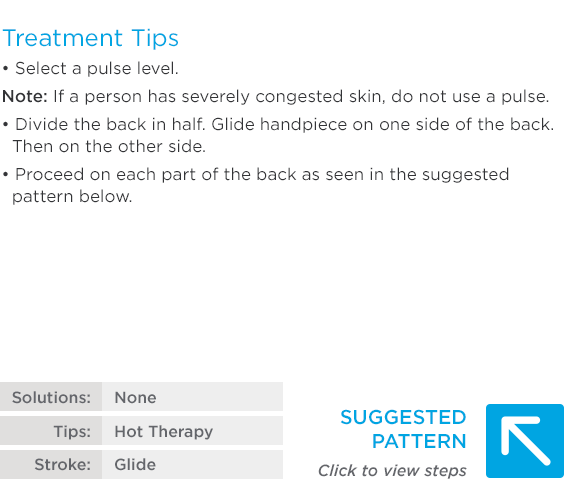 Treatment Tips
• Select a pulse level.
Note: If a person has severely congested skin, do not use a pulse.
• Divide the back in half. Glide handpiece on one side of the back.
Then on the other side.
• Proceed on each part of the back as seen in the suggested
pattern below.
Solutions: None
Tips: Hot Therapy
Stroke: Glide
SUGGESTED
PATTERN
Click to view steps